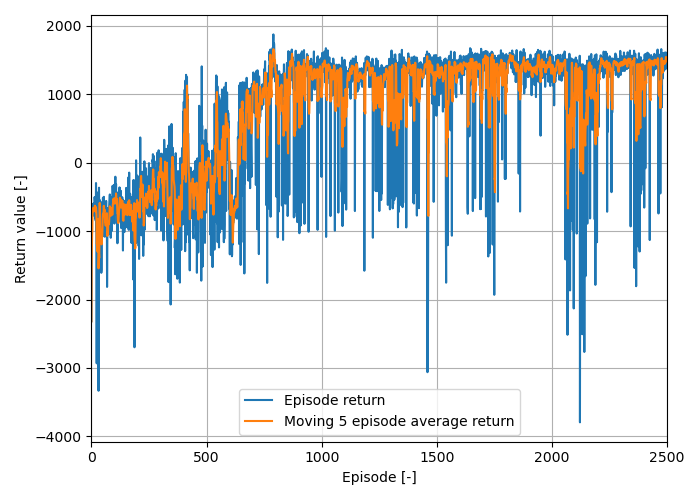 2000
1000
0
−1000
−2000
−3000
−4000
Return value [-]
Episode return
Moving 5 episode average return
0 500 1000 1500 2000 2500
Episode [-]